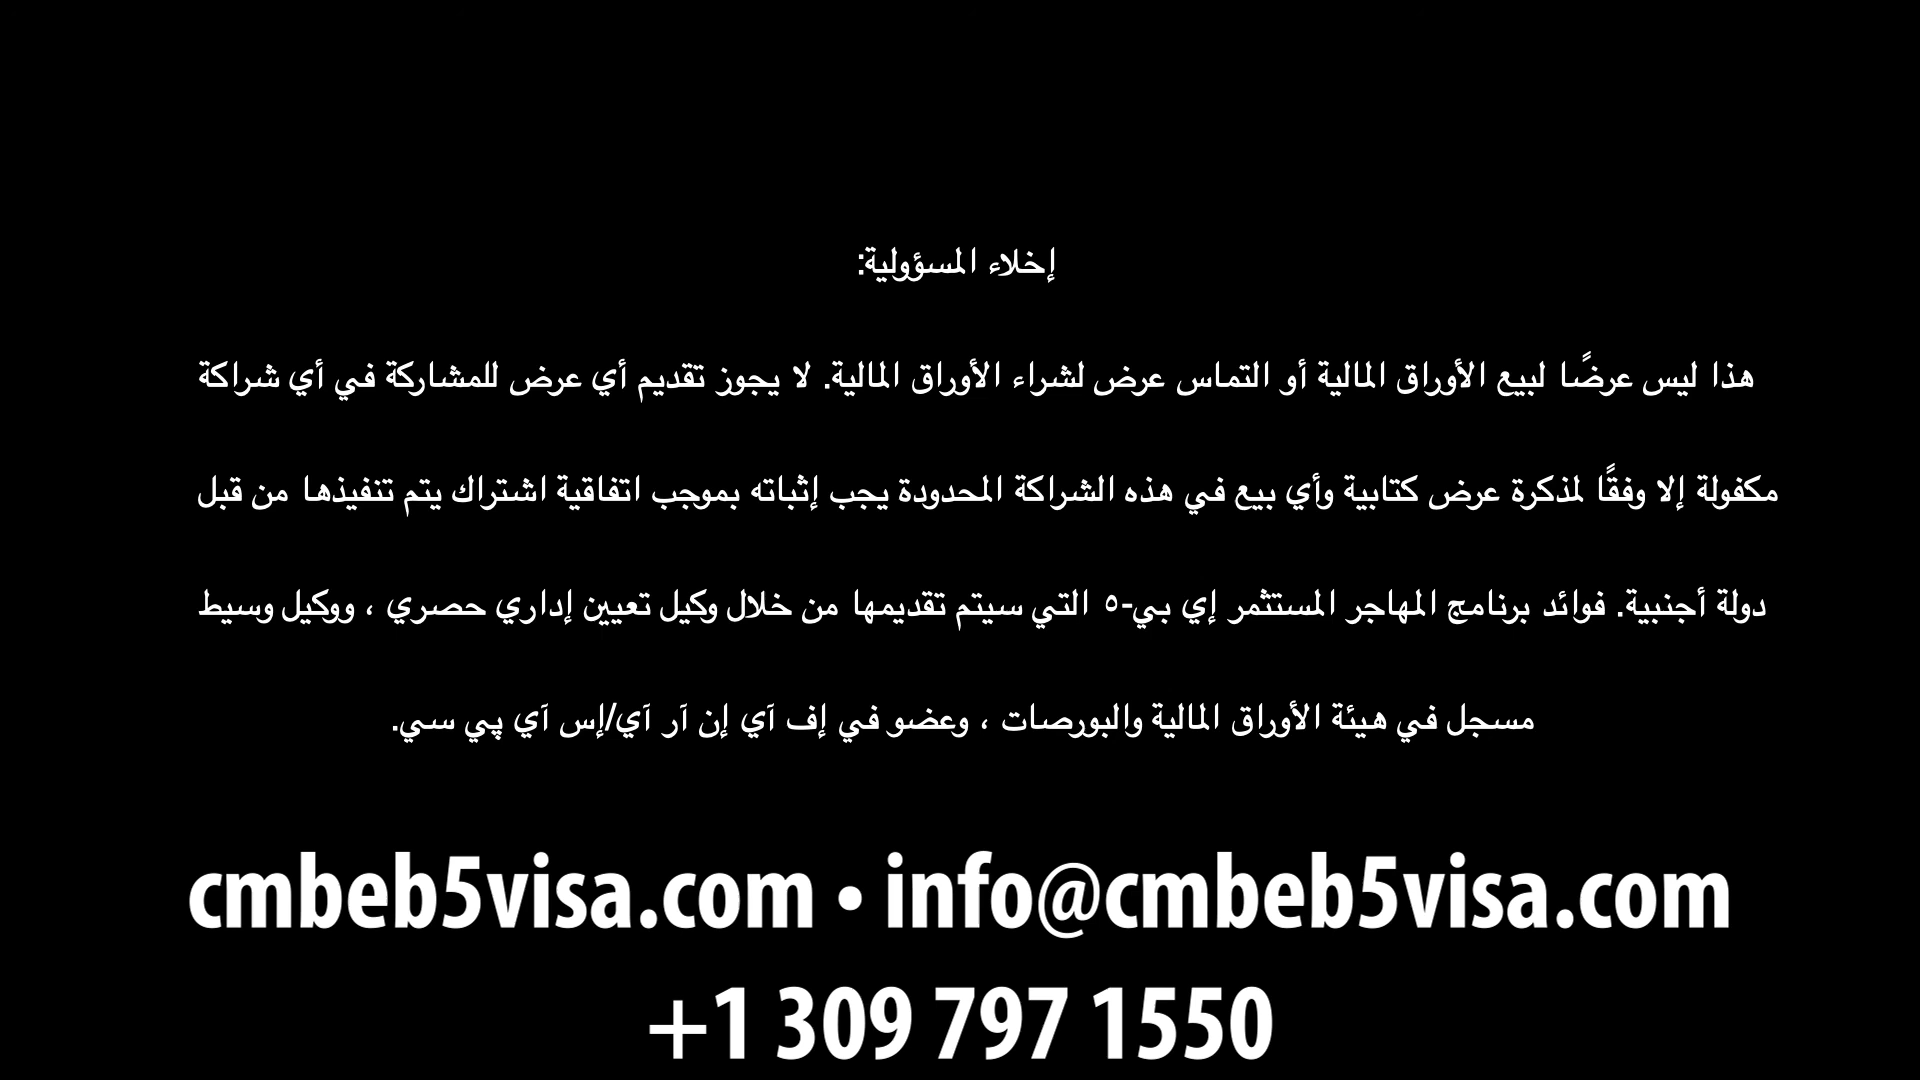 إخلاء المسؤولية:
هذا ليس عرضًا لبيع الأوراق المالية أو التماس عرض لشراء الأوراق المالية. لا يجوز تقديم أي عرض للمشاركة في أي شراكة
مكفولة إلا وفقًا لمذكرة عرض كتابية وأي بيع في هذه الشراكة المحدودة يجب إثباته بموجب اتفاقية اشتراك يتم تنفيذها من قبل
دولة أجنبية. فوائد برنامج المهاجر المستثمر إي بي-٥ التي سيتم تقديمها من خلال وكيل تعيين إداري حصري ، ووكيل وسيط
مسجل في هيئة الأوراق المالية والبورصات ، وعضو في إف آي إن آر آي/إس آي پي سي.
cmbeb5visa.com • info@cmbeb5visa.com
+1 309 797 1550